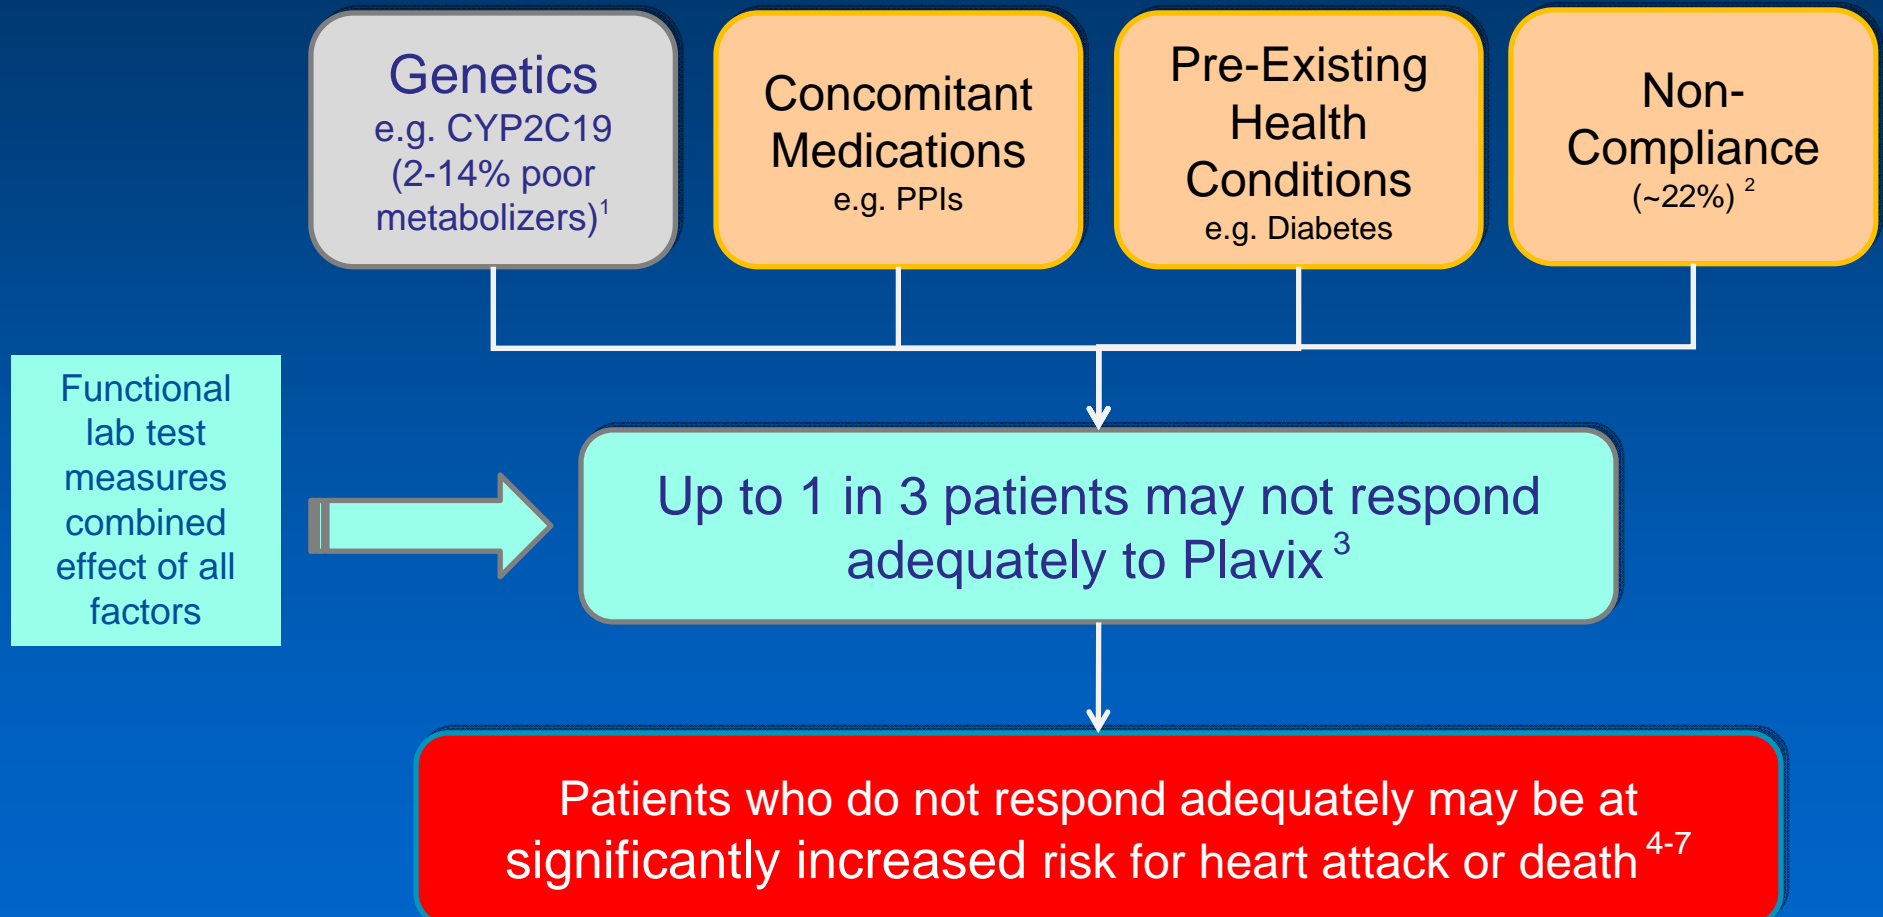 Genetics
e.g. CYP2C19
(2-14% poor
metabolizers)1
Concomitant
Medications
e.g. PPIs
Pre-Existing
Health
Conditions
e.g. Diabetes
Non-
Compliance
(~22%) 2
Functional
lab test
measures
combined
effect of all
factors
Up to 1 in 3 patients may not respond
adequately to Plavix 3
Patients who do not respond adequately may be at
significantly increased risk for heart attack or death 4-7